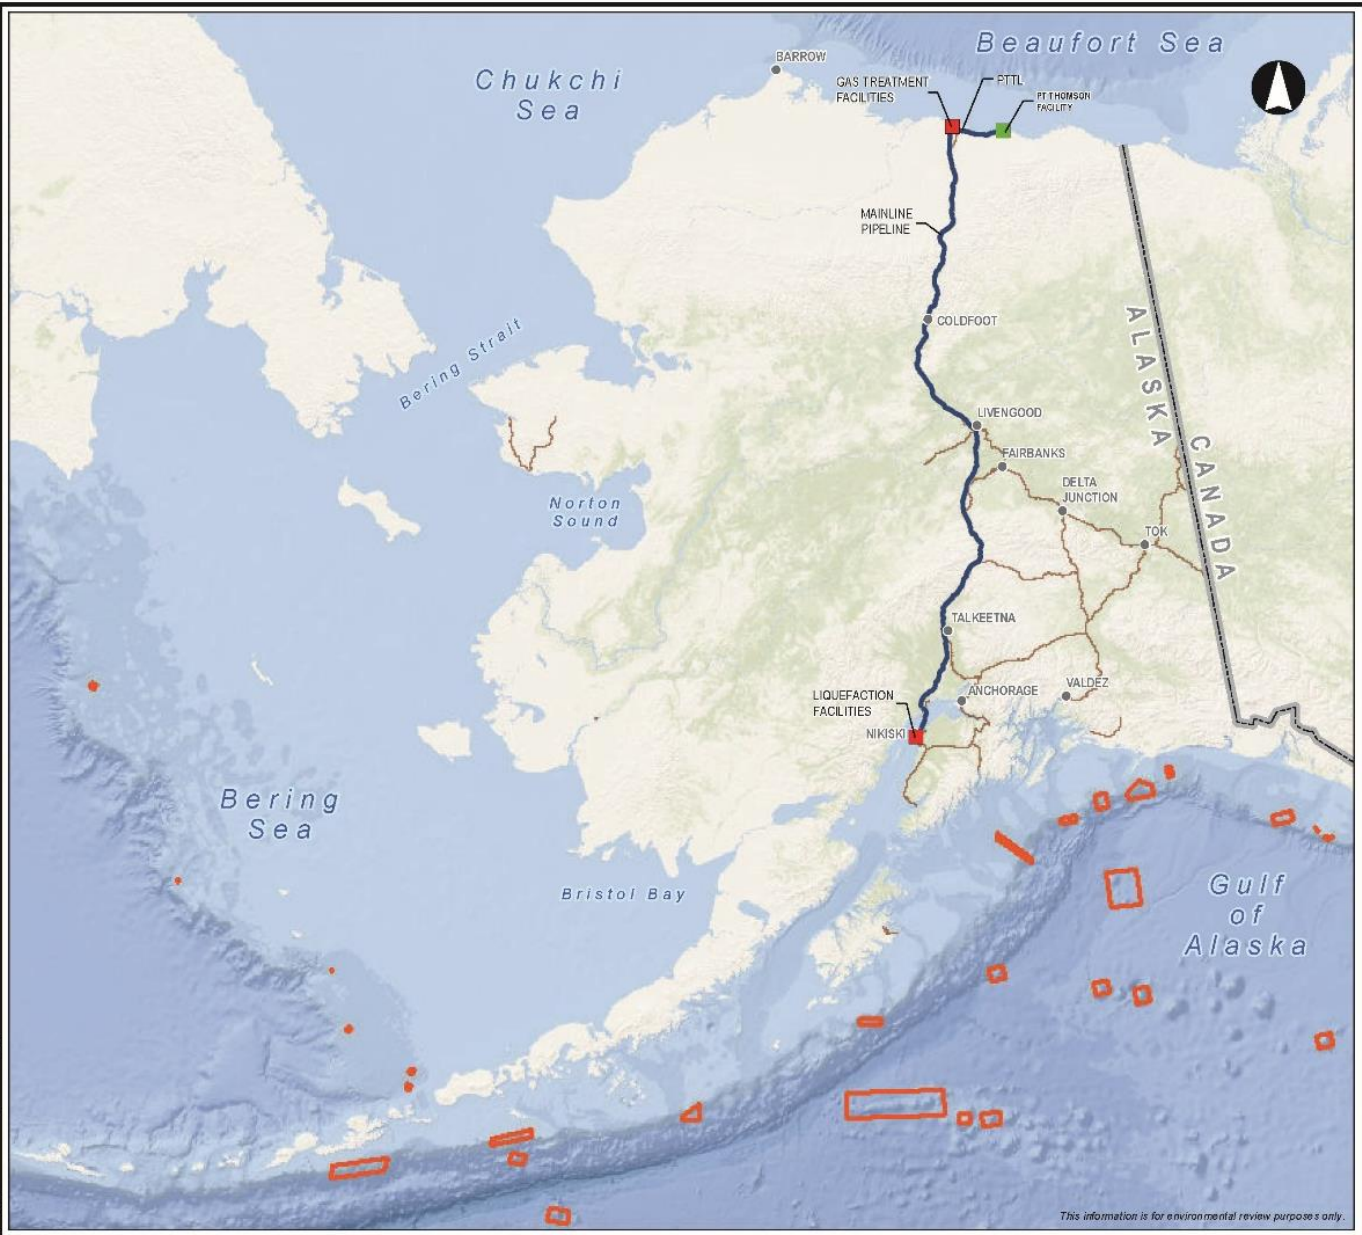 Beaufort Sea
Chukchi
Sea
BARROW
GAS TREATMENT
FACILITIES
PTTL
PT THOMSON
FACILITY
MAINLINE
PIPELINE
COLDFOOT
ALASKA
CANADA
Bering Strait
LIVENGOOD
FAIRBANKS
DELTA
JUNCTION
TOK
Norton
Sound
TALKEETNA
LIQUEFACTION
FACILITIES
ANCHORAGE
VALDEZ
NIKISKI
Bering
Sea
Bristol Bay
Gulf
of
Alaska
This information is for environmental review purposes only.